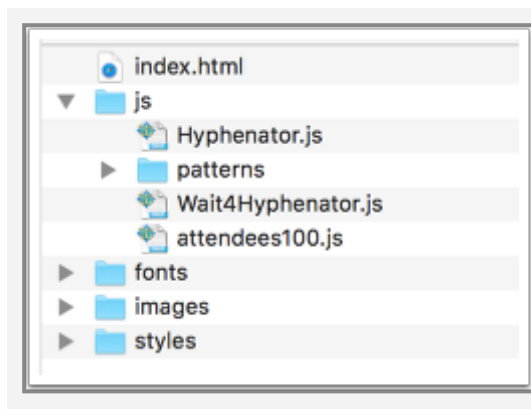 index.html
js
Hyphenator.js
patterns
Wait4Hyphenator.js
attendees100.js
fonts
images
styles